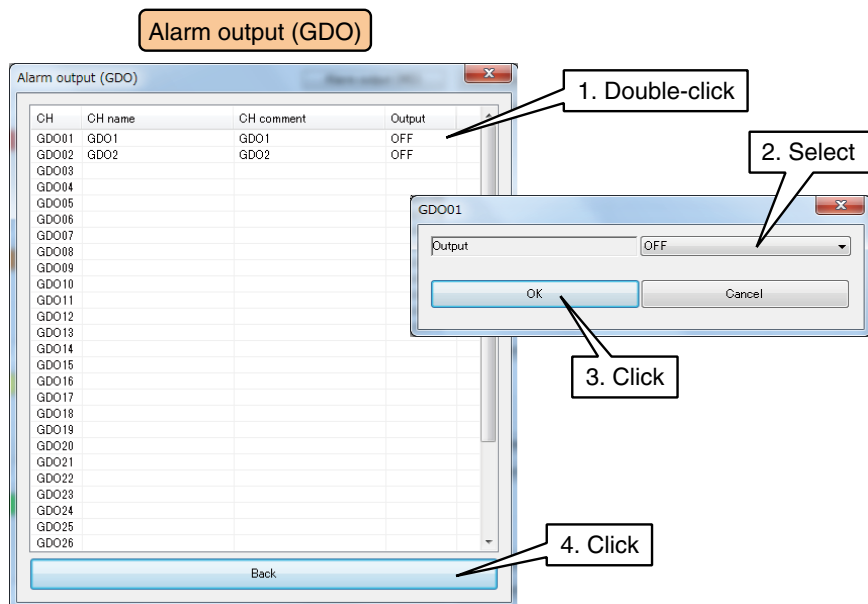 Alarm output (GDO)
Alarm output (GDO)
1. Double-click
CH CH name CH comment Output
GDO01 GDO1 GDO1 OFF
GDO02 GDO2 GDO2 OFF
GDO03
GDO04
GDO05
GDO06
GDO07
GDO08
GDO09
GDO10
GDO11
GDO12
GDO13
GDO14
GDO15
GDO16
GDO17
GDO18
GDO19
GDO20
GDO21
GDO22
GDO23
GDO24
GDO25
GDO26
Back
2. Select
GDO01
Output OFF
OK Cancel
3. Click
4. Click